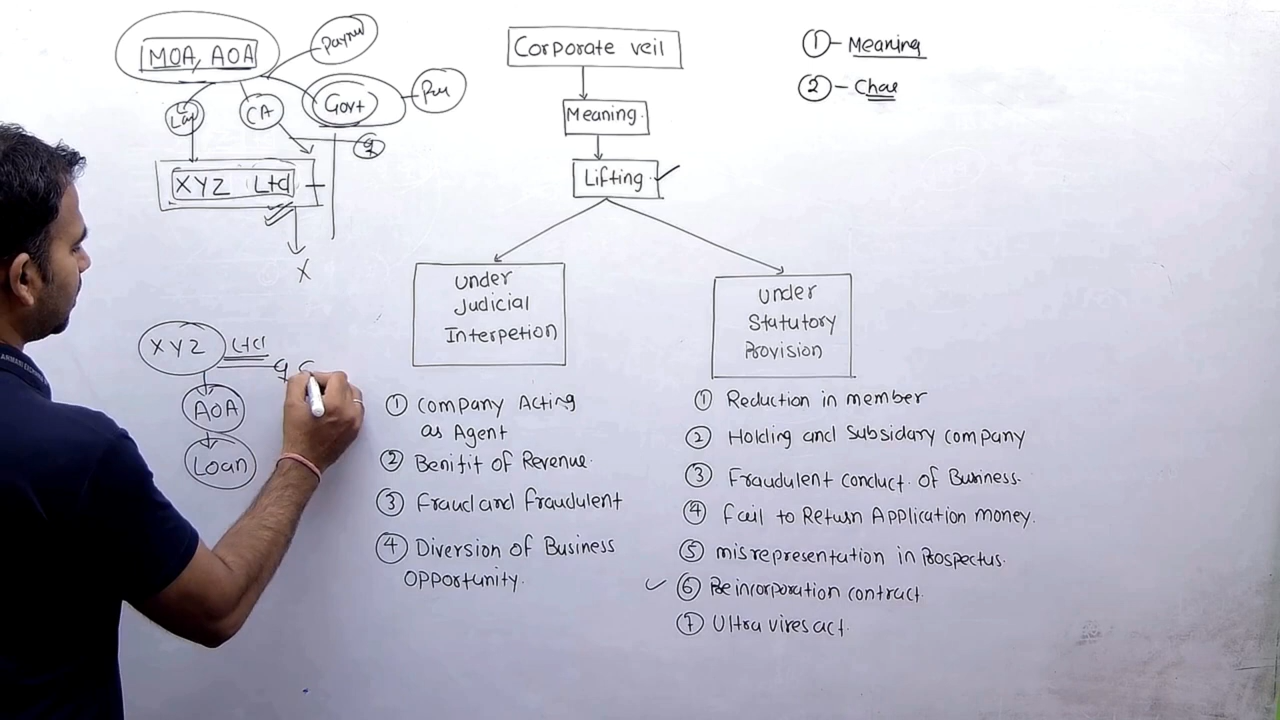 MOA, AOA
Govt
CA
XYZ Ltd
X
XYZ Ltd
AOA
Loan
Corporate veil
Meaning.
Lifting
under
Judicial
Interpetion
① Company Acting
as Agent
② Benifit of Revenue.
③ Fraud and fraudulent
④ Diversion of Business
opportunity.
under
Statutory
Provision
① Reduction in member
② Holding and Subsidary company
③ Fraudulent conduct. of Business.
④ Fail to Return Application money.
⑤ misrepresentation in Prospectus.
⑥ Preincorporation contract.
⑦ Ultra vires act.
① - Meaning
② - Char